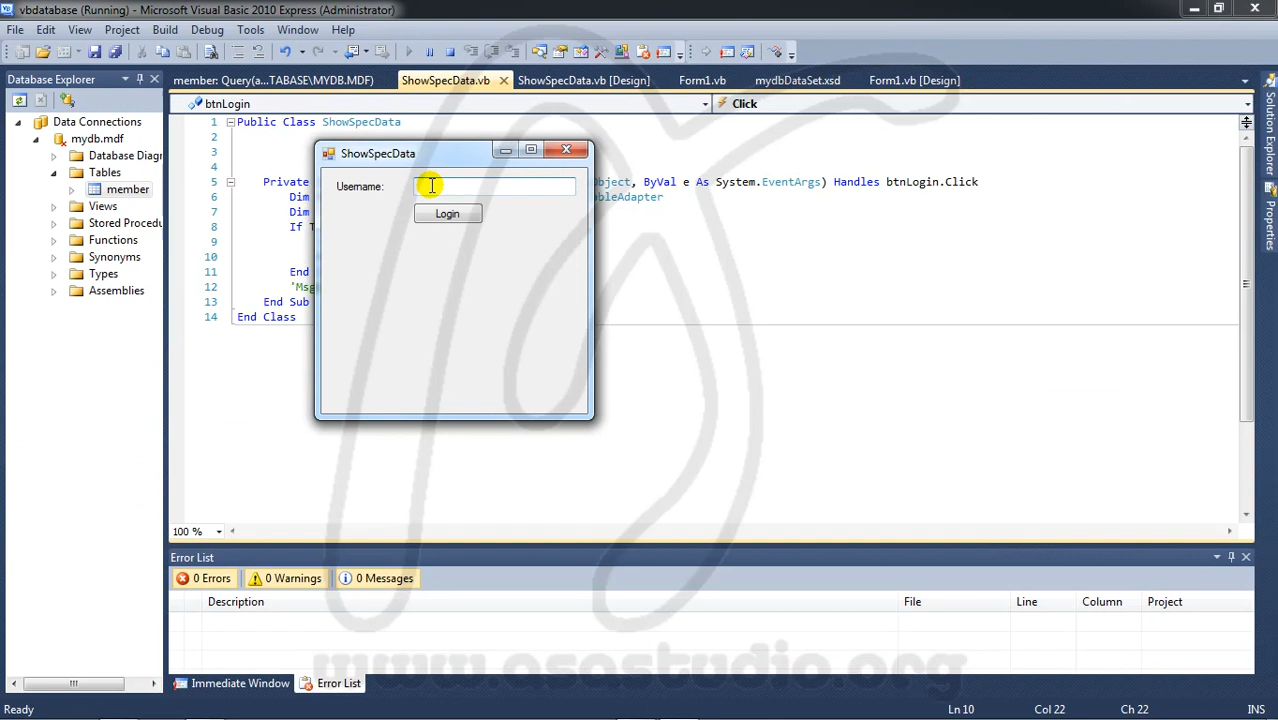 vbdatabase (Running) - Microsoft Visual Basic 2010 Express (Administrator)
File Edit View Project Build Debug Tools Window Help
Database Explorer
member: Query(a...TABASE\MYDB.MDF) ShowSpecData.vb ShowSpecData.vb [Design] Form1.vb mydbDataSet.xsd Form1.vb [Design]
btnLogin Click
Data Connections
mydb.mdf
Database Diagr
Tables
member
Views
Stored Procedu
Functions
Synonyms
Types
Assemblies
1 Public Class ShowSpecData
2
3
4
5 Private Object, ByVal e As System.EventArgs) Handles btnLogin.Click
6 Dim bleAdapter
7 Dim
8 If T
9
10
11 End
12 'Msg
13 End Sub
14 End Class
ShowSpecData
Username:
Login
Solution Explorer
Properties
100 %
Error List
0 Errors 0 Warnings 0 Messages
Description File Line Column Project
Immediate Window Error List
Ready Ln 10 Col 22 Ch 22 INS
www.asastudio.org